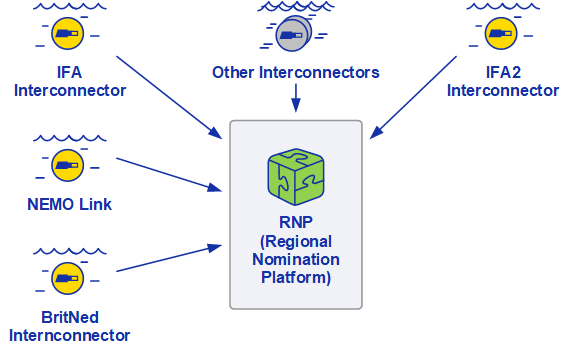 IFA
Interconnector
Other Interconnectors
IFA2
Interconnector
NEMO Link
RNP
(Regional
Nomination
Platform)
BritNed
Internconnector